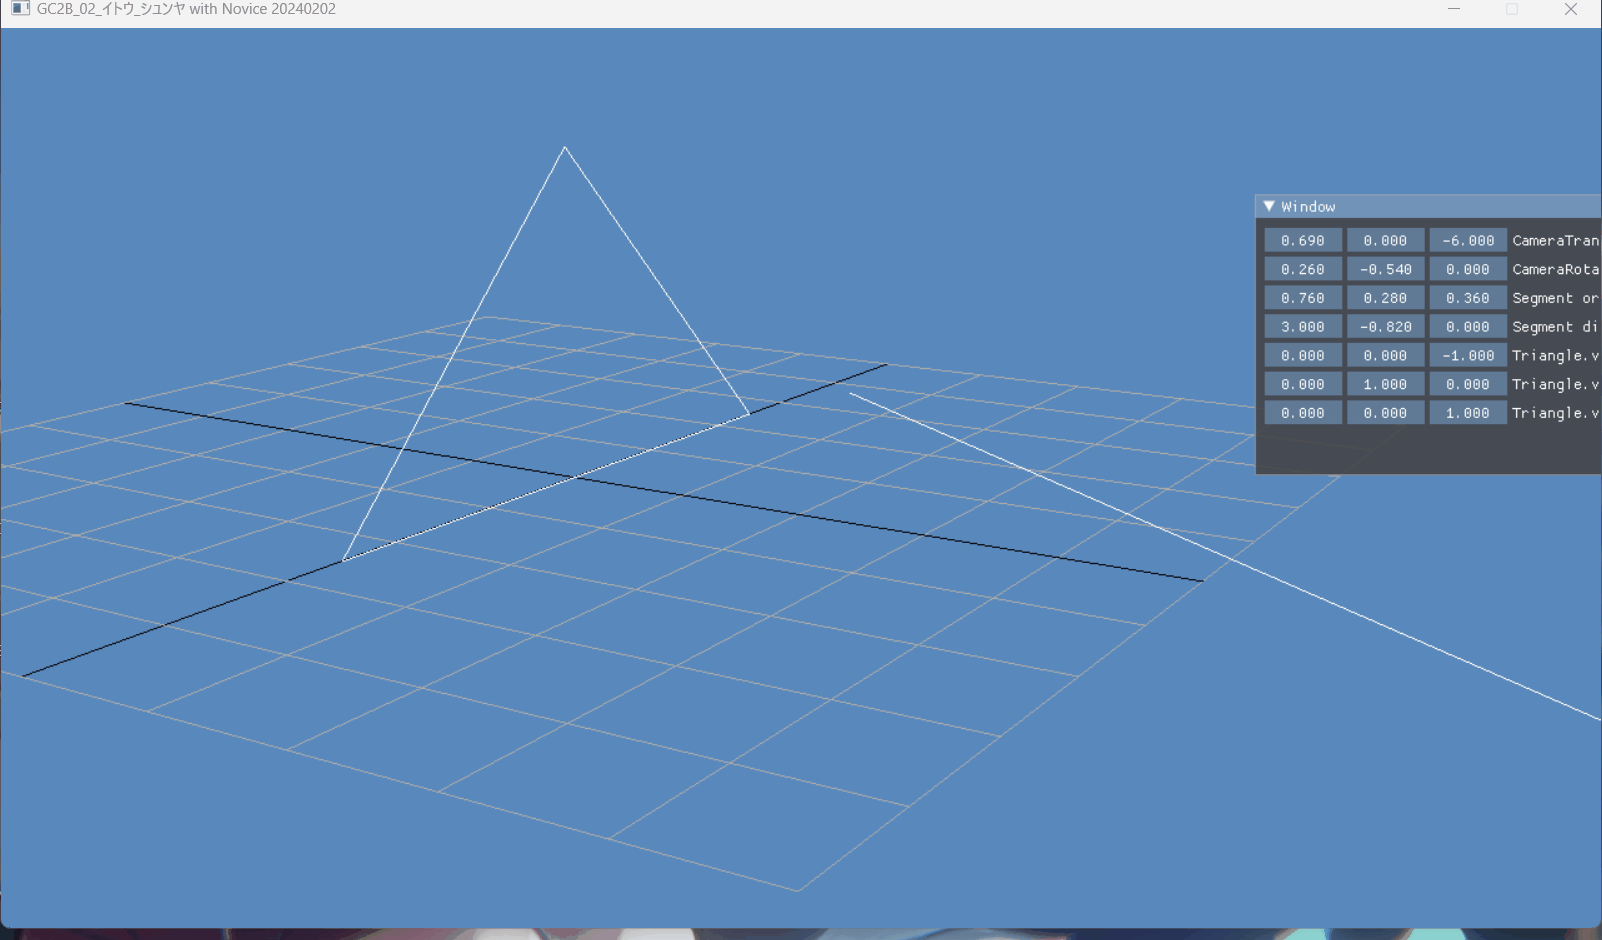 GC2B_02_イトウ_シュンヤ with Novice 20240202
Window
0.690 0.000 -6.000 CameraTran
0.260 -0.540 0.000 CameraRota
0.760 0.280 0.360 Segment or
3.000 -0.820 0.000 Segment di
0.000 0.000 -1.000 Triangle.v
0.000 1.000 0.000 Triangle.v
0.000 0.000 1.000 Triangle.v